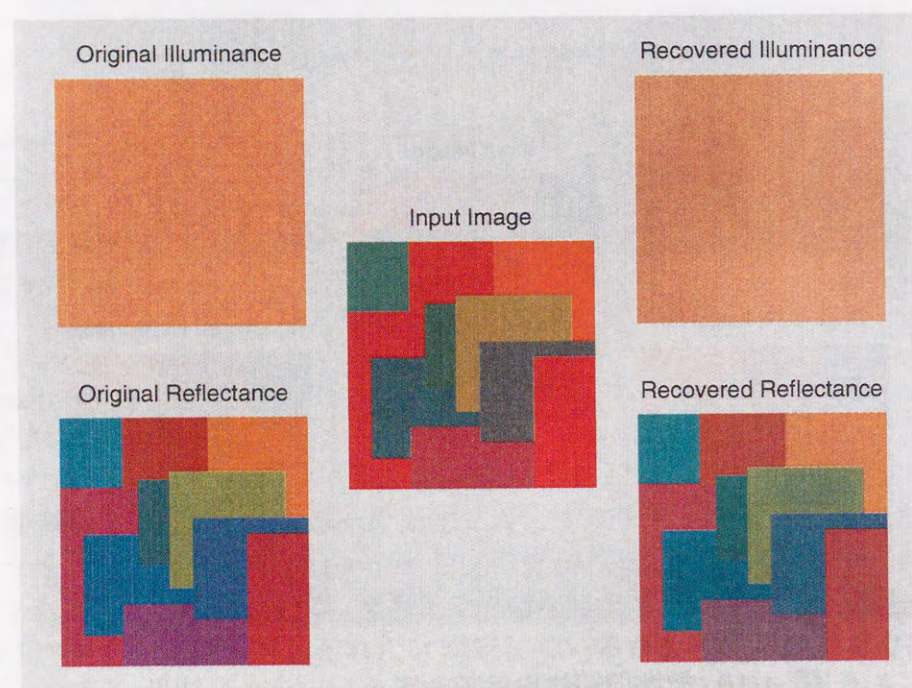 Original Illuminance
Recovered Illuminance
Input Image
Original Reflectance
Recovered Reflectance